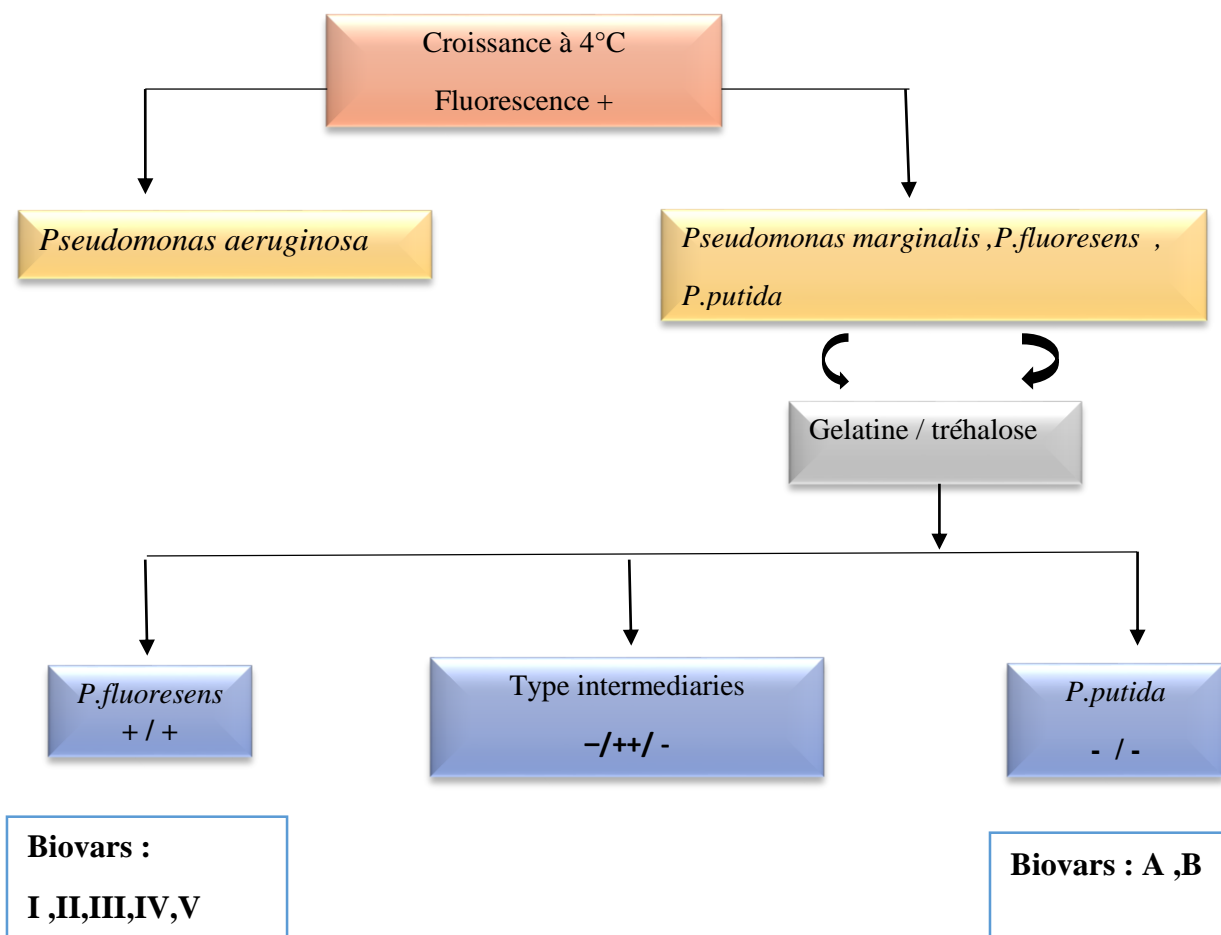 Croissance à 4°C
Fluorescence +
Pseudomonas aeruginosa
Pseudomonas marginalis ,P.fluoresens ,
P.putida
Gelatine / tréhalose
P.fluoresens
+ / +
Type intermediaries
–/++/ -
P.putida
- / -
Biovars :
I ,II,III,IV,V
Biovars : A ,B